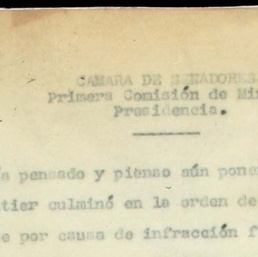 CAMARA DE SENADORES
Primera Comisión de
Presidencia.
pensado y pienso aún
culminó en la orden de
por causa de infracción